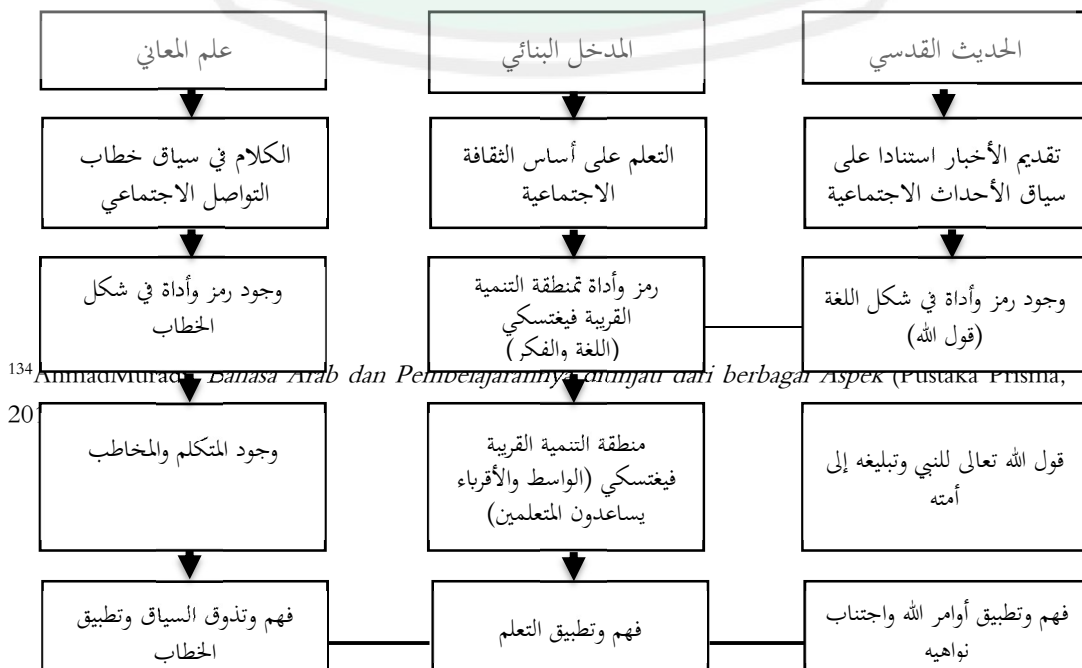 الحديث القدسي
المدخل البنائي
علم المعاني
تقديم الأخبار استنادا على
سياق الأحداث الاجتماعية
التعلم على أساس الثقافة
الاجتماعية
الكلام في سياق خطاب
التواصل الاجتماعي
وجود رمز وأداة في شكل اللغة
(قول الله)
رمز وأداة تمنطقة التنمية
القريبة فيغتسكي
(اللغة والفكر)
وجود رمز وأداة في شكل
الخطاب
134 AhmadMuradi, Bahasa Arab dan Pembelajarannya ditinjau dari berbagai Aspek (Pustaka Prisma,
قول الله تعالى للنبي وتبليغه إلى
أمته
منطقة التنمية القريبة
فيغتسكي (الواسط والأقرباء
يساعدون المتعلمين)
وجود المتكلم والمخاطب
فهم وتطبيق أوامر الله واجتناب
نواهيه
فهم وتطبيق التعلم
فهم وتذوق السياق وتطبيق
الخطاب